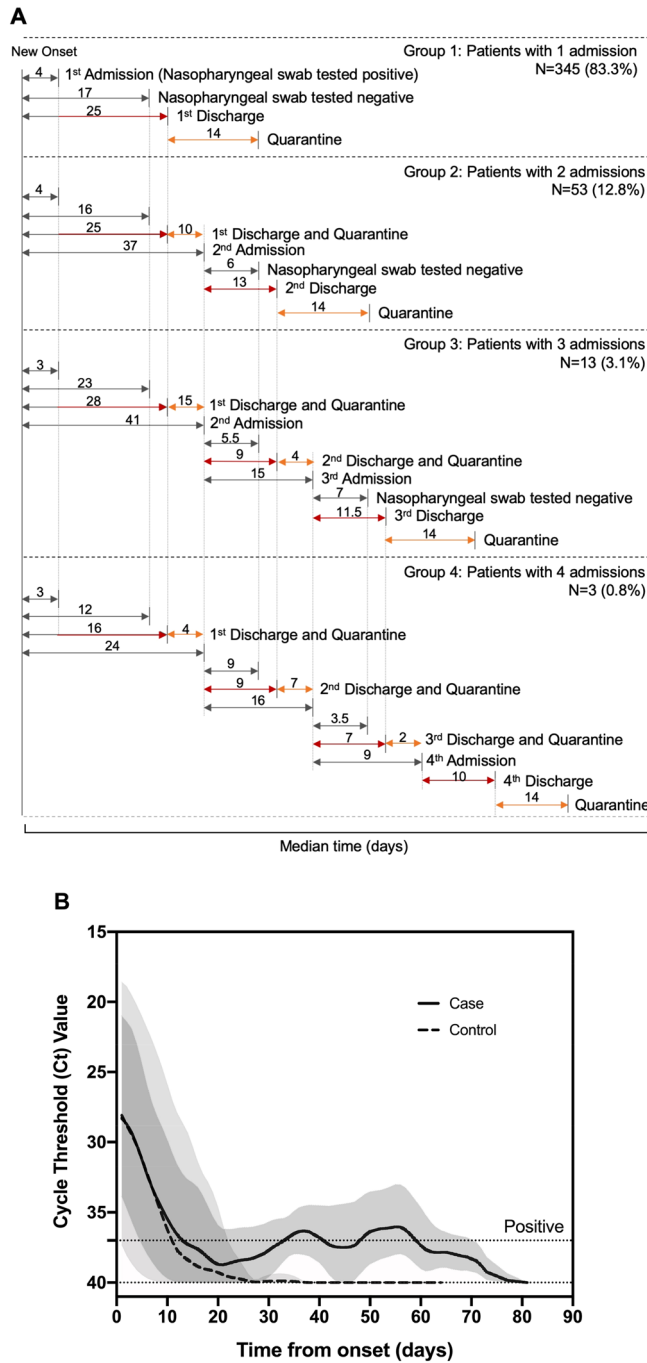 A
New Onset
Group 1: Patients with 1 admission
N=345 (83.3%)
4
1st Admission (Nasopharyngeal swab tested positive)
17
Nasopharyngeal swab tested negative
25
1st Discharge
14
Quarantine
Group 2: Patients with 2 admissions
N=53 (12.8%)
4
16
25
10
1st Discharge and Quarantine
37
2nd Admission
6
Nasopharyngeal swab tested negative
13
2nd Discharge
14
Quarantine
Group 3: Patients with 3 admissions
N=13 (3.1%)
3
23
28
15
1st Discharge and Quarantine
41
2nd Admission
5.5
9
4
2nd Discharge and Quarantine
15
3rd Admission
7
Nasopharyngeal swab tested negative
11.5
3rd Discharge
14
Quarantine
Group 4: Patients with 4 admissions
N=3 (0.8%)
3
12
16
4
1st Discharge and Quarantine
24
9
9
7
2nd Discharge and Quarantine
16
3.5
7
2
3rd Discharge and Quarantine
9
4th Admission
10
4th Discharge
14
Quarantine
Median time (days)
B
Cycle Threshold (Ct) Value
15
20
25
30
35
40
Case
Control
Positive
0 10 20 30 40 50 60 70 80 90
Time from onset (days)